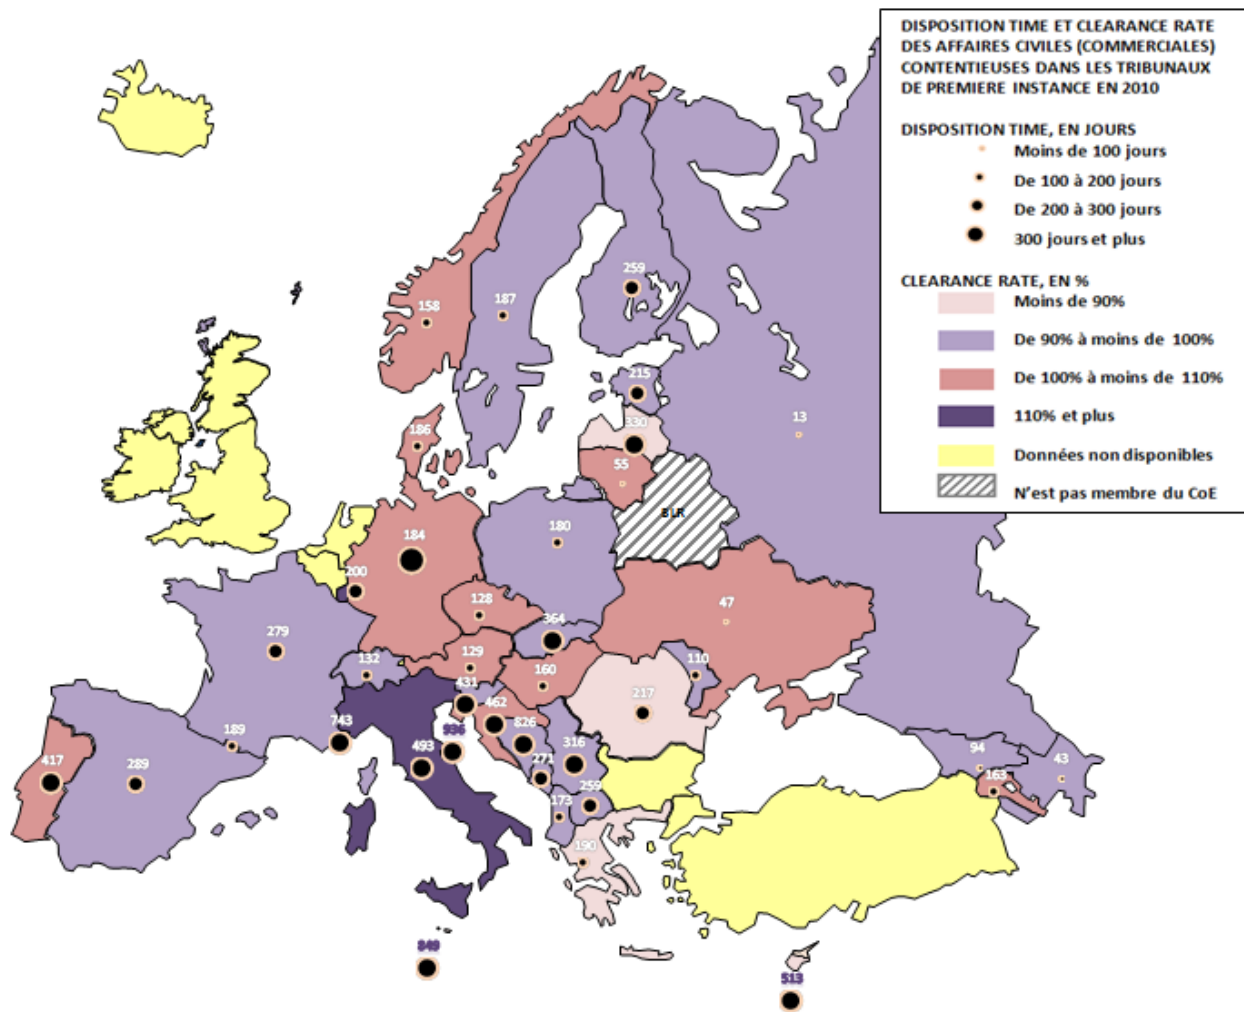 DISPOSITION TIME ET CLEARANCE RATE
DES AFFAIRES CIVILES (COMMERCIALES)
CONTENTIEUSES DANS LES TRIBUNAUX
DE PREMIERE INSTANCE EN 2010
DISPOSITION TIME, EN JOURS
Moins de 100 jours
De 100 à 200 jours
De 200 à 300 jours
300 jours et plus
CLEARANCE RATE, EN %
Moins de 90%
De 90% à moins de 100%
De 100% à moins de 110%
110% et plus
Données non disponibles
N'est pas membre du CoE
259
158
187
215
13
186
330
55
BLR
184
180
200
128
47
364
279
132
129
160
110
431
217
462
189
743
936
826
417
493
316
94
43
289
271
163
259
173
190
849
513